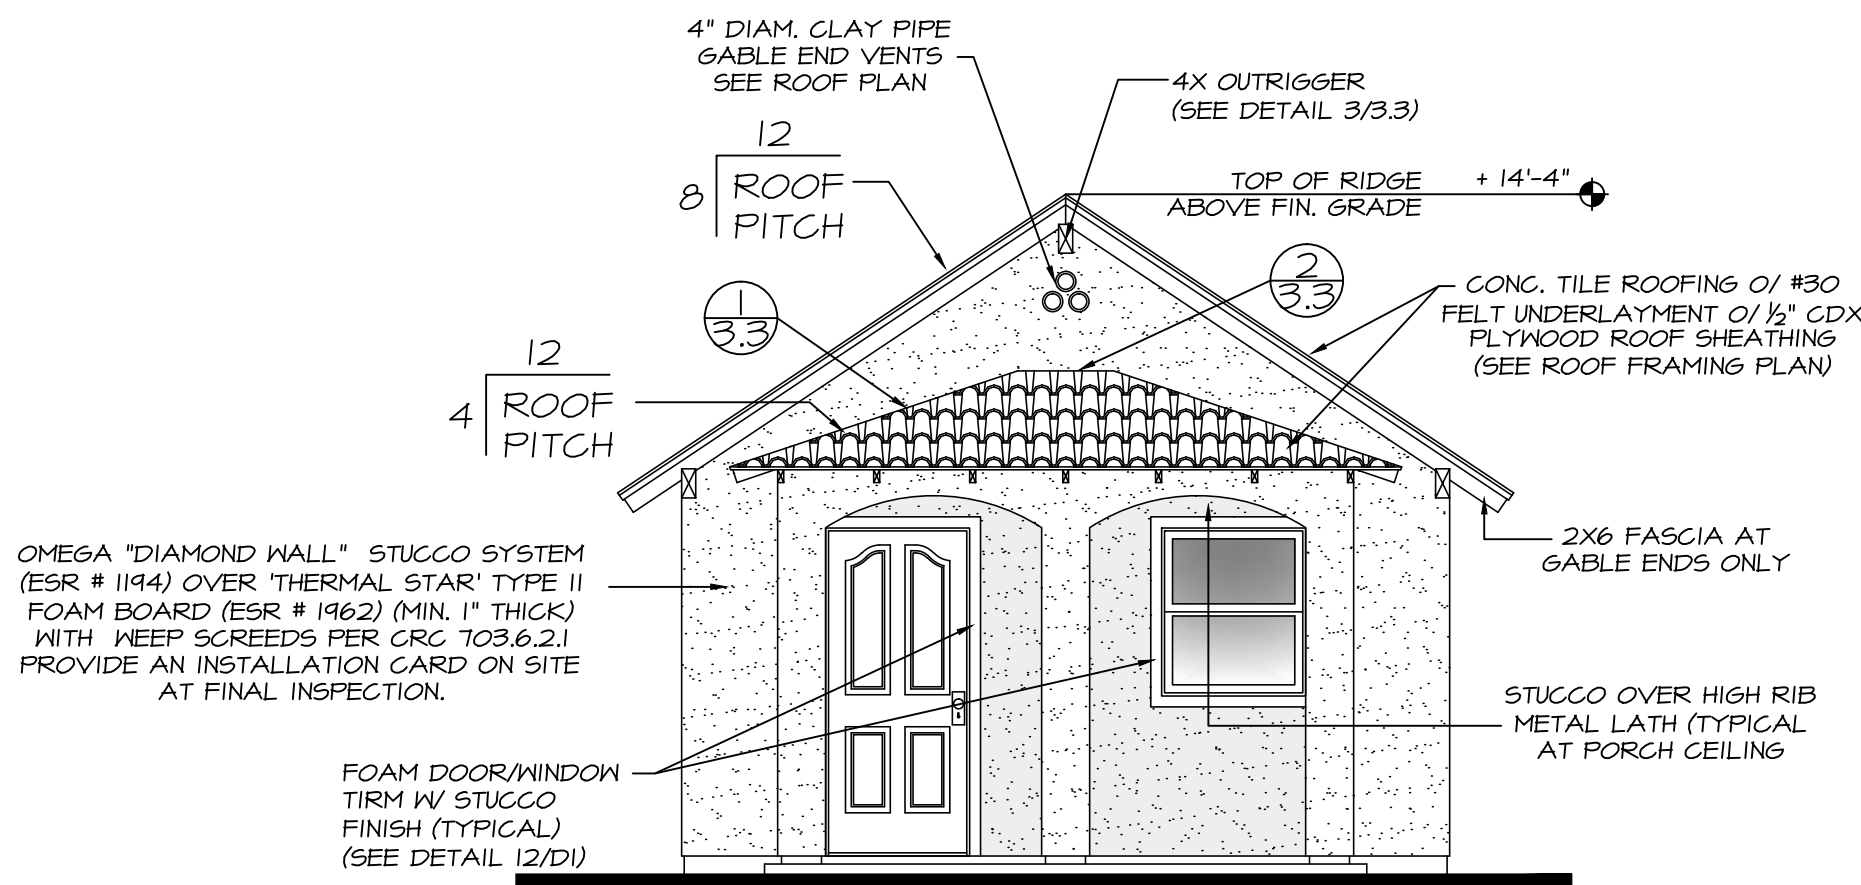 4" DIAM. CLAY PIPE
GABLE END VENTS
SEE ROOF PLAN
4X OUTRIGGER
(SEE DETAIL 3/3.3)
12
8
ROOF
PITCH
TOP OF RIDGE
ABOVE FIN. GRADE
+ 14'-4"
1
3.3
2
3.3
CONC. TILE ROOFING O/ #30
FELT UNDERLAYMENT O/ ½" CDX
PLYWOOD ROOF SHEATHING
(SEE ROOF FRAMING PLAN)
12
4
ROOF
PITCH
OMEGA "DIAMOND WALL" STUCCO SYSTEM
(ESR # 1194) OVER 'THERMAL STAR' TYPE 11
FOAM BOARD (ESR # 1962) (MIN. 1" THICK)
WITH WEEP SCREEDS PER CRC 703.6.2.1
PROVIDE AN INSTALLATION CARD ON SITE
AT FINAL INSPECTION.
2X6 FASCIA AT
GABLE ENDS ONLY
STUCCO OVER HIGH RIB
METAL LATH (TYPICAL
AT PORCH CEILING
FOAM DOOR/WINDOW
TIRM W/ STUCCO
FINISH (TYPICAL)
(SEE DETAIL 12/D1)